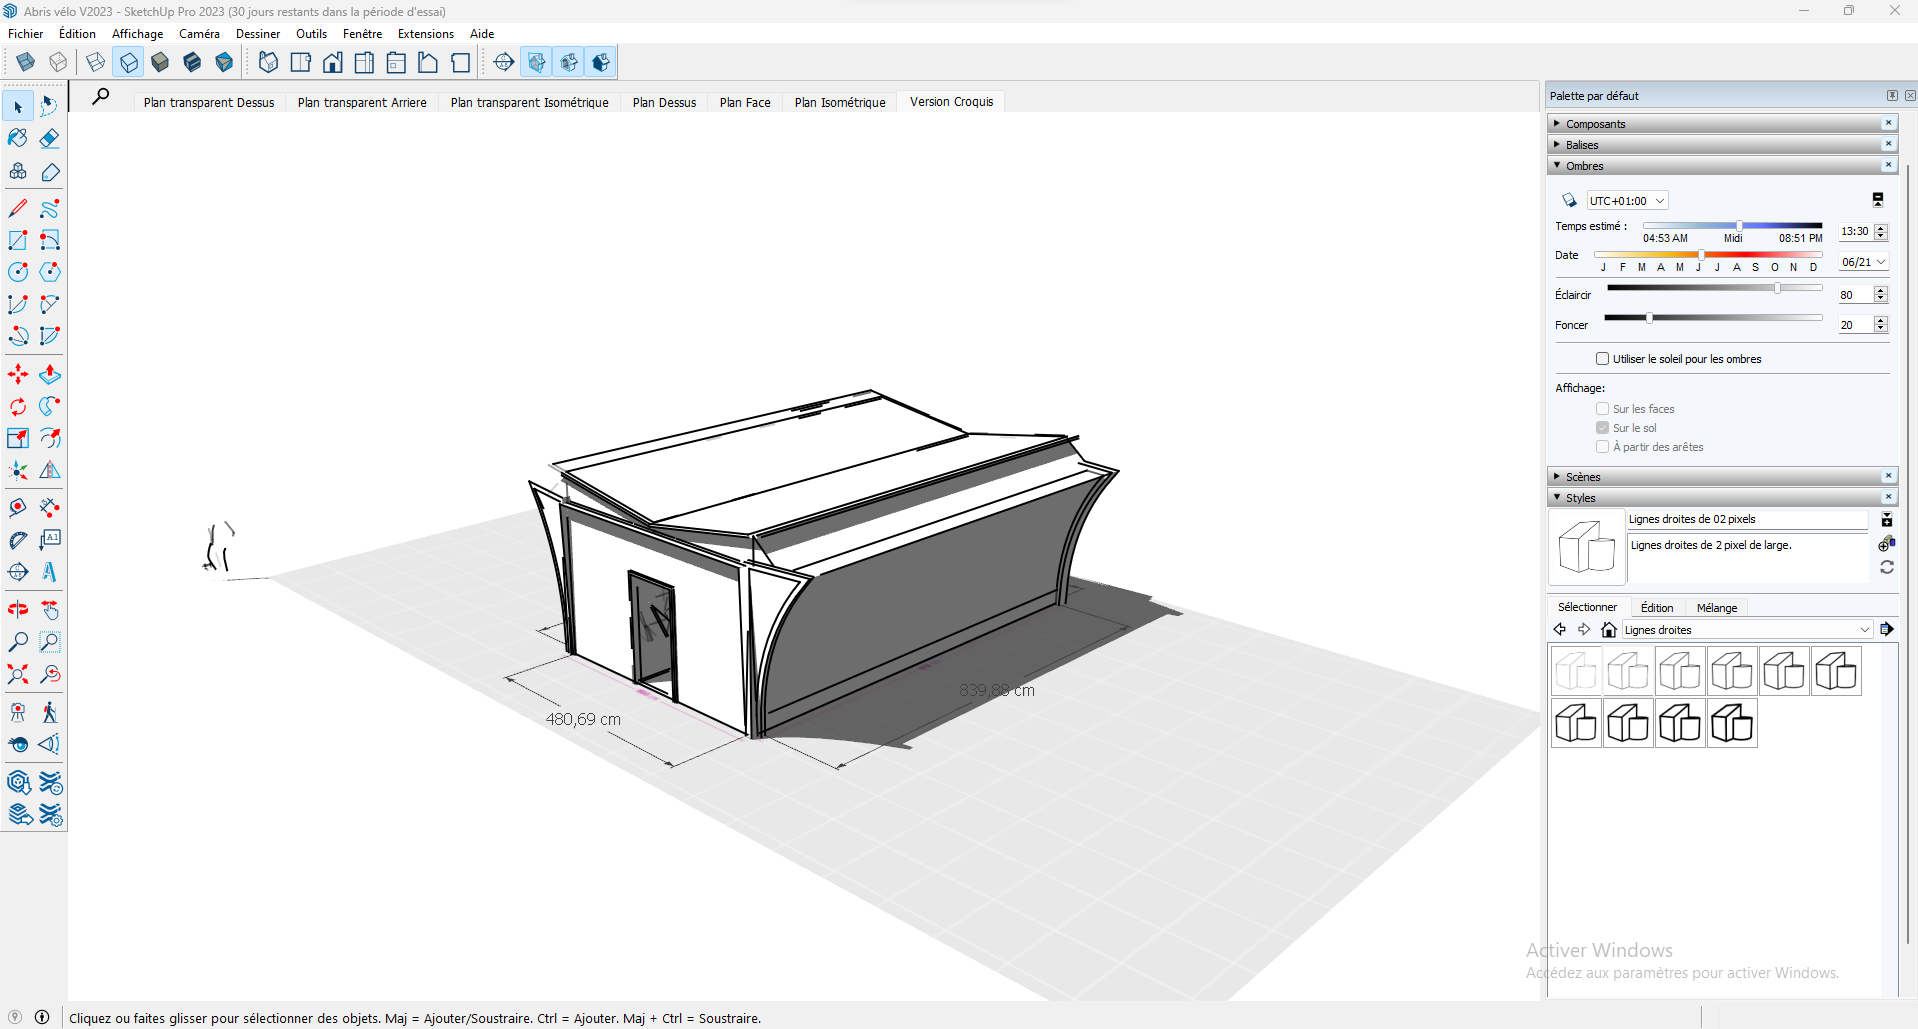 Abris vélo V2023 - SketchUp Pro 2023 (30 jours restants dans la période d'essai)
Fichier Édition Affichage Caméra Dessiner Outils Fenêtre Extensions Aide
Plan transparent Dessus Plan transparent Arriere Plan transparent Isométrique Plan Dessus Plan Face Plan Isométrique Version Croquis
Palette par défaut
Composants
Balises
Ombres
UTC+01:00
Temps estimé :
13:30
04:53 AM Midi 08:51 PM
Date
06/21
J F M A M J J A S O N D
Éclaircir
80
Foncer
20
Utiliser le soleil pour les ombres
Affichage:
Sur les faces
Sur le sol
À partir des arêtes
Scènes
Styles
Lignes droites de 02 pixels
Lignes droites de 2 pixel de large.
Sélectionner Édition Mélange
Lignes droites
A1
839,88 cm
480,69 cm
Activer Windows
Accédez aux paramètres pour activer Windows.
Cliquez ou faites glisser pour sélectionner des objets. Maj = Ajouter/Soustraire. Ctrl = Ajouter. Maj + Ctrl = Soustraire.